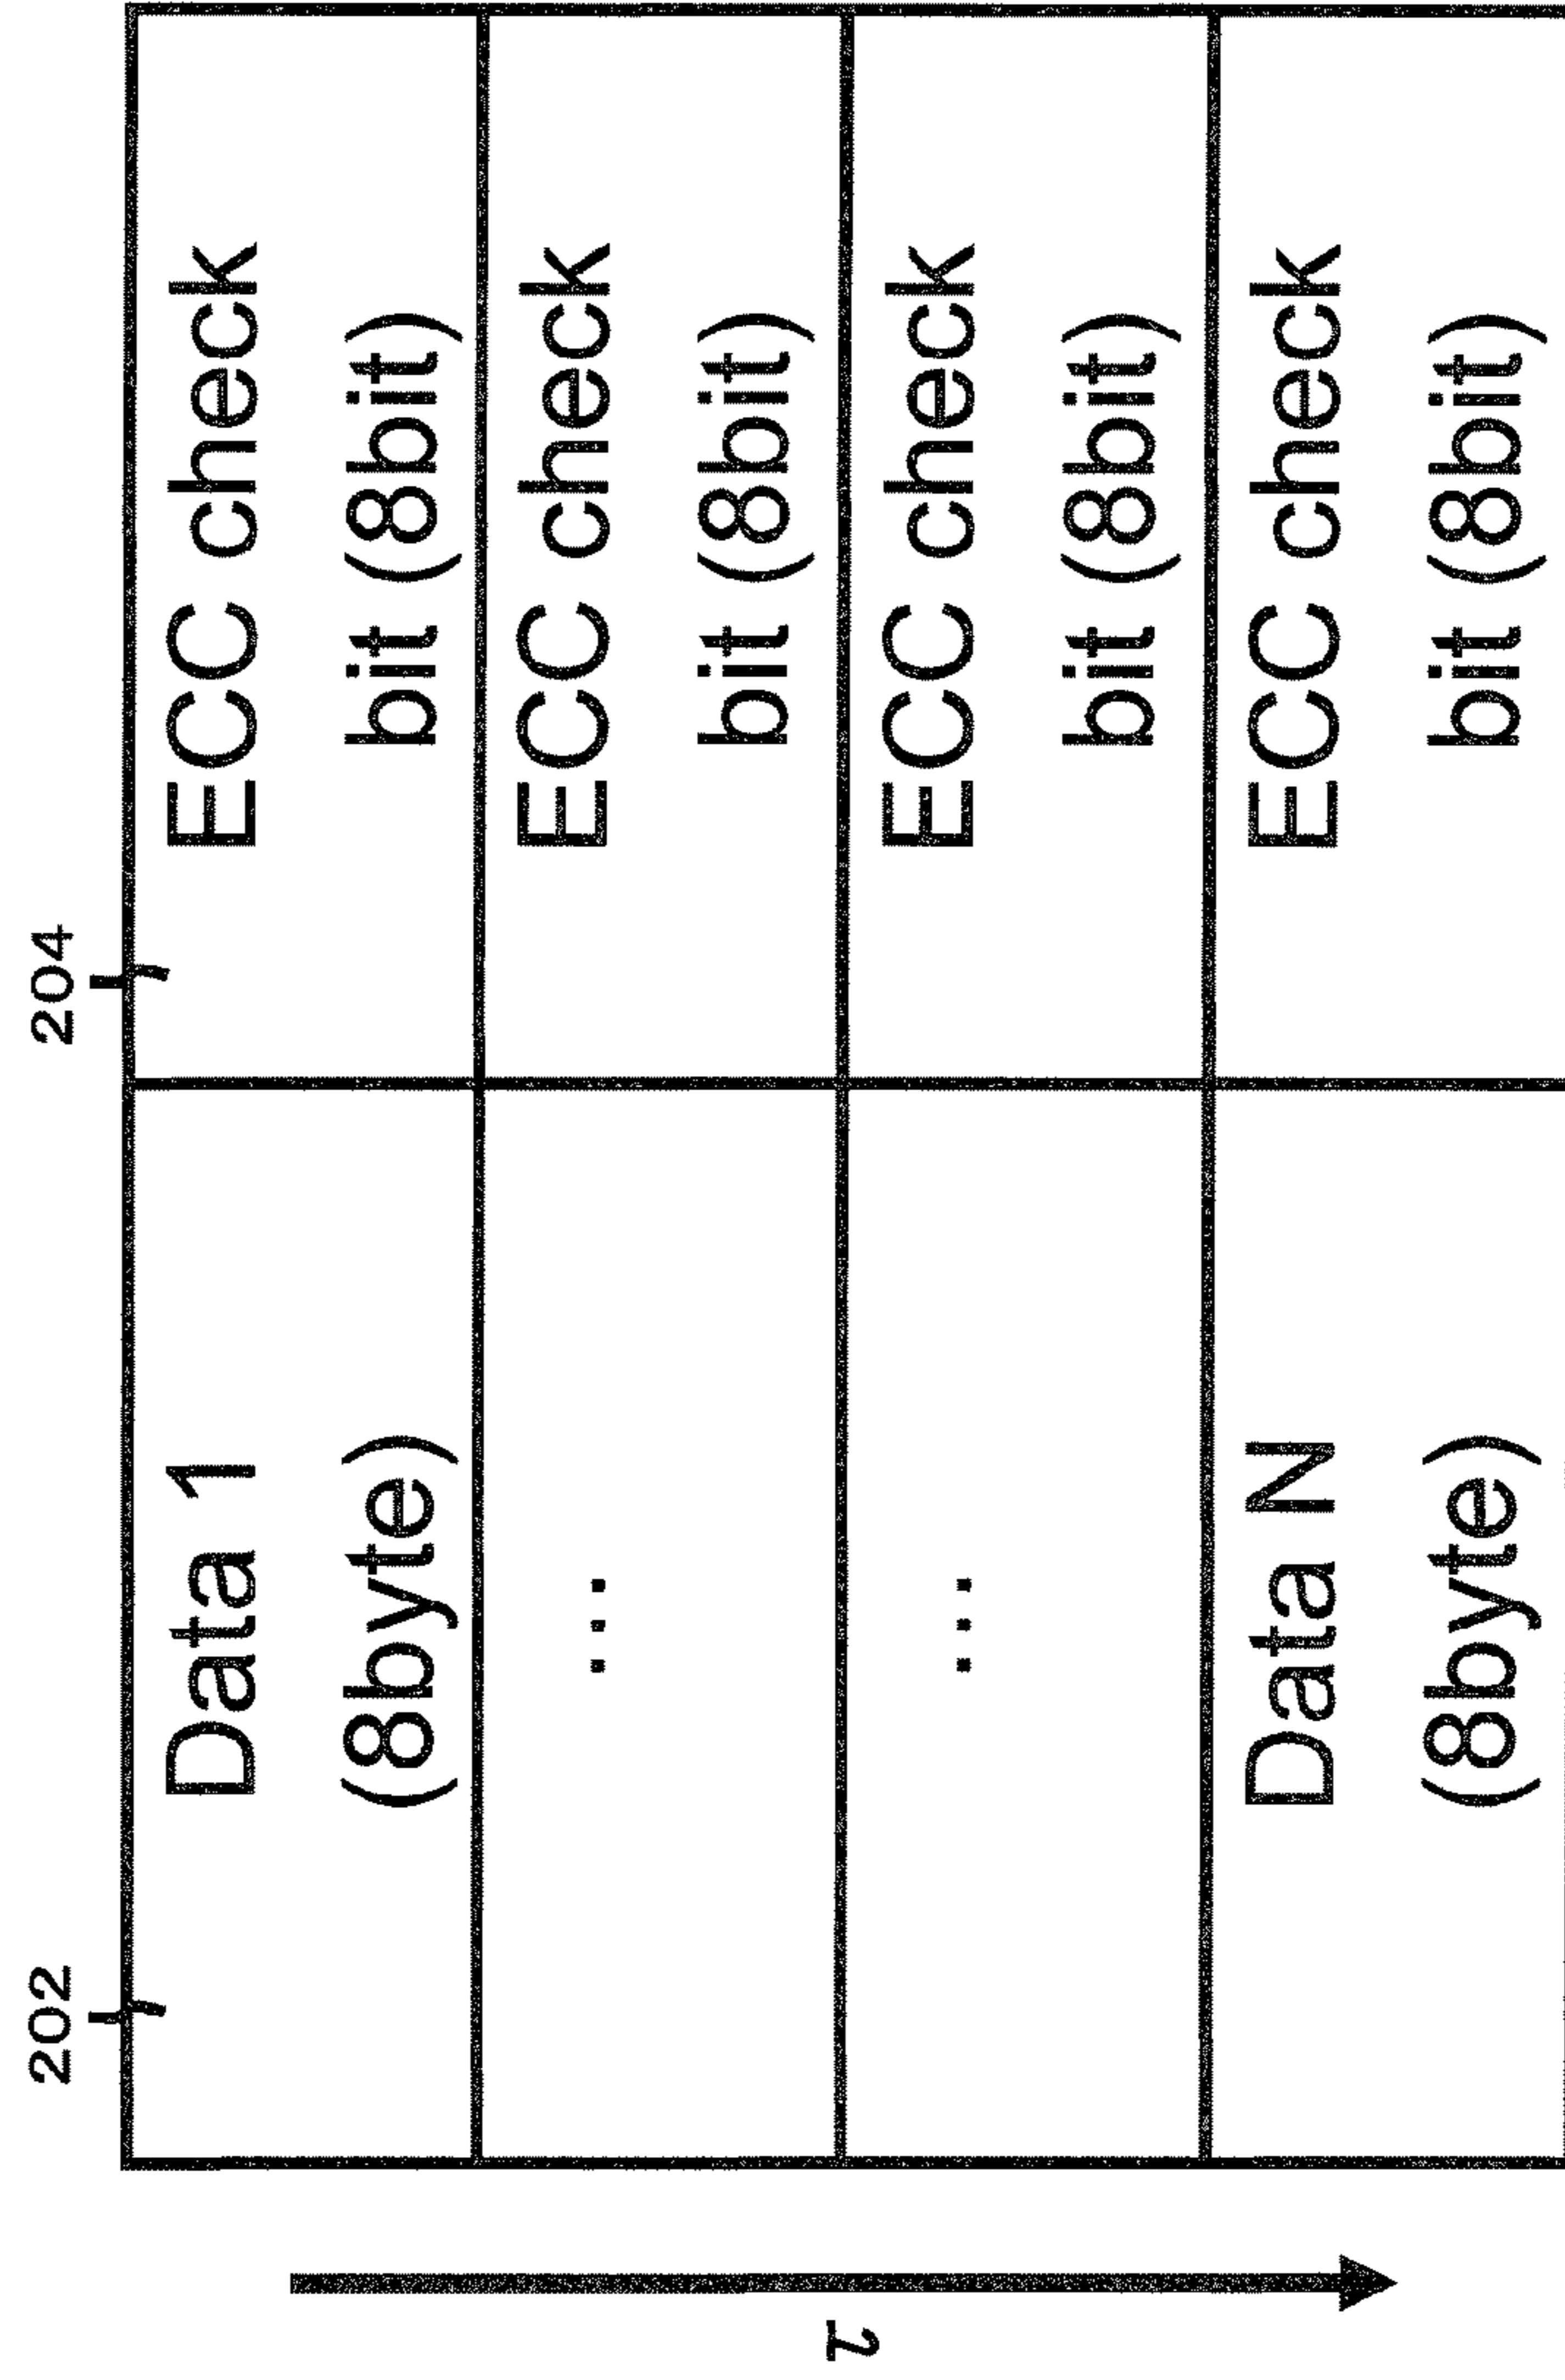 202
204
Data 1
(8byte)
ECC check
bit (8bit)
...
ECC check
bit (8bit)
τ
...
ECC check
bit (8bit)
Data N
(8byte)
ECC check
bit (8bit)